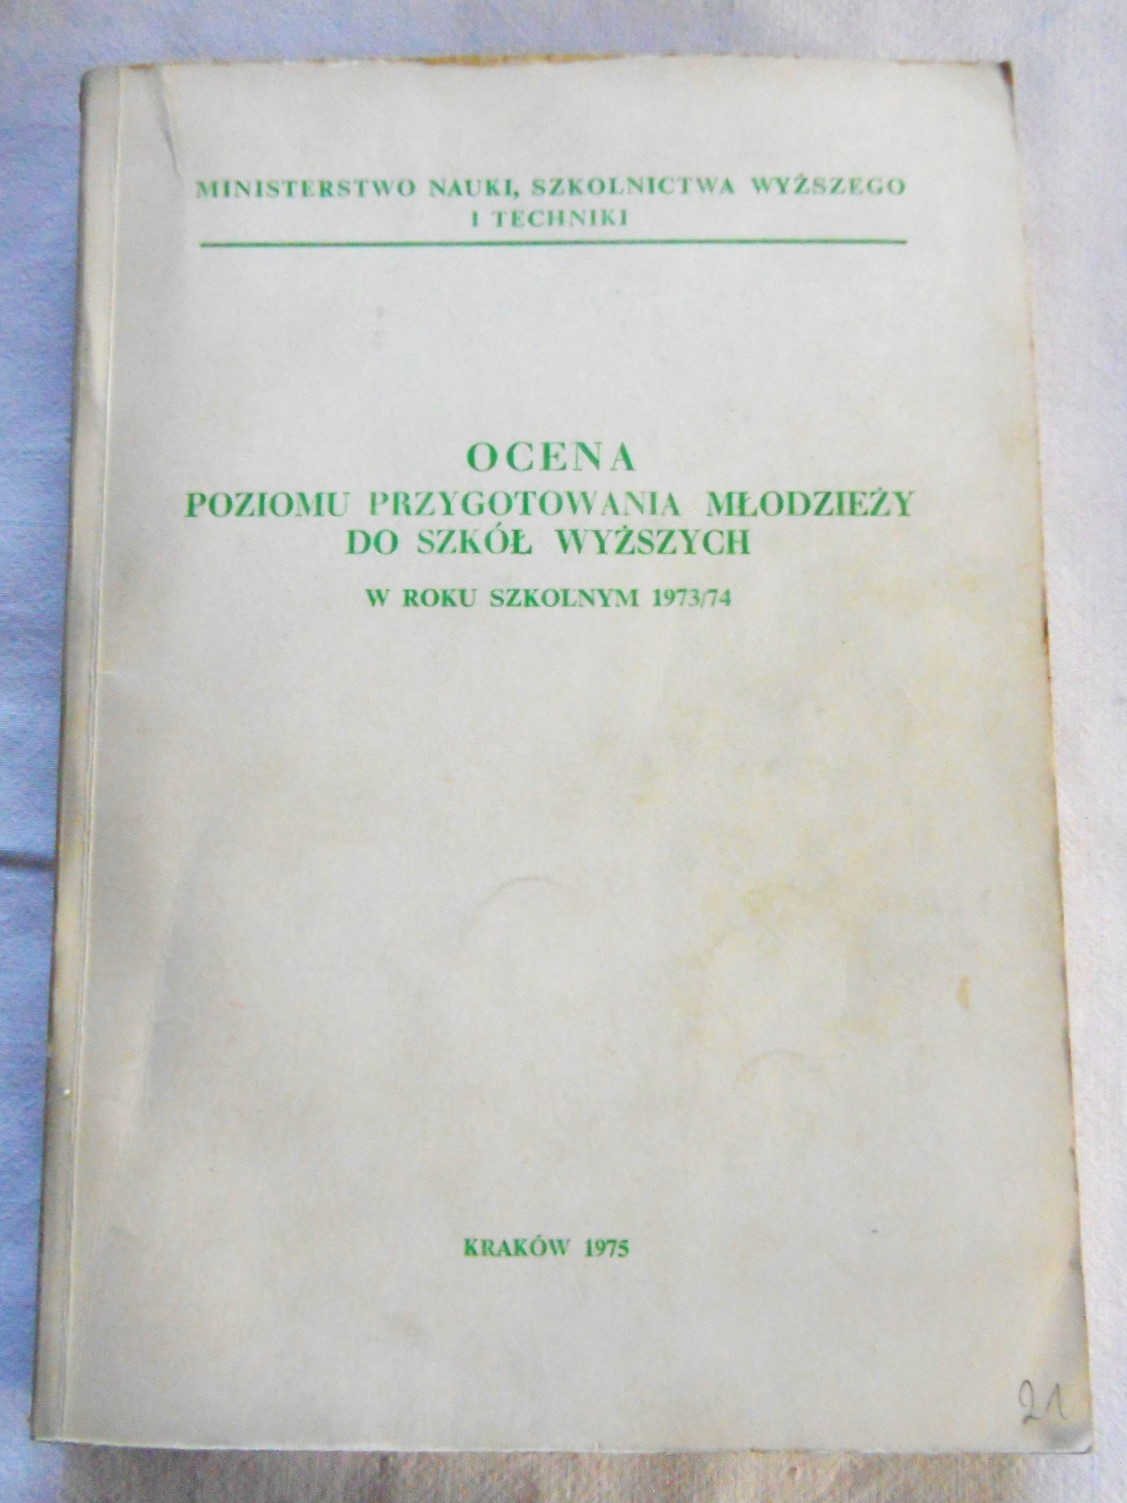 MINISTERSTWO NAUKI, SZKOLNICTWA WYŻSZEGO
I TECHNIKI
OCENA
POZIOMU PRZYGOTOWANIA MŁODZIEŻY
DO SZKÓŁ WYŻSZYCH
W ROKU SZKOLNYM 1973/74
KRAKÓW 1975
21